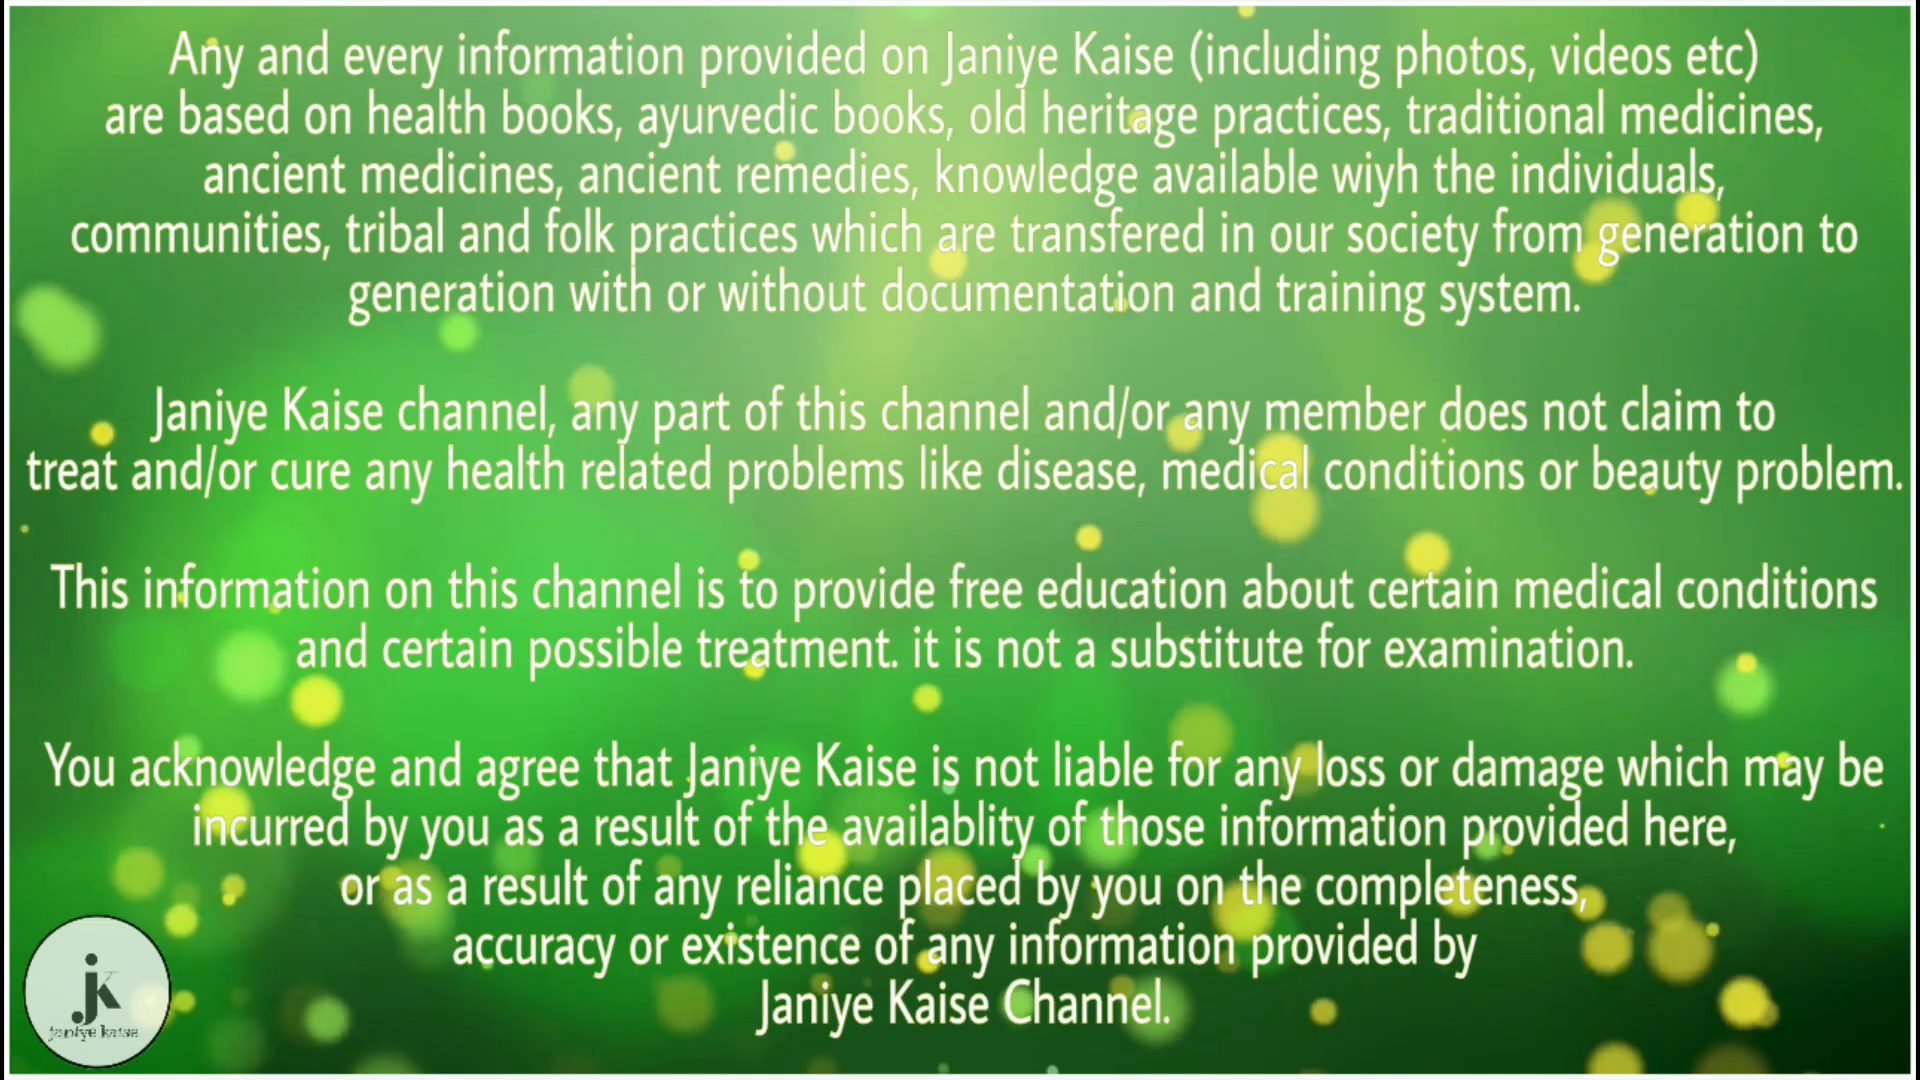 Any and every information provided on Janiye Kaise (including photos, videos etc)
are based on health books, ayurvedic books, old heritage practices, traditional medicines,
ancient medicines, ancient remedies, knowledge available wiyh the individuals,
communities, tribal and folk practices which are transfered in our society from generation to
generation with or without documentation and training system.
Janiye Kaise channel, any part of this channel and/or any member does not claim to
treat and/or cure any health related problems like disease, medical conditions or beauty problem.
This information on this channel is to provide free education about certain medical conditions
and certain possible treatment. it is not a substitute for examination.
You acknowledge and agree that Janiye Kaise is not liable for any loss or damage which may be
incurred by you as a result of the availablity of those information provided here,
or as a result of any reliance placed by you on the completeness,
accuracy or existence of any information provided by
Janiye Kaise Channel.
jK
janiye kaise